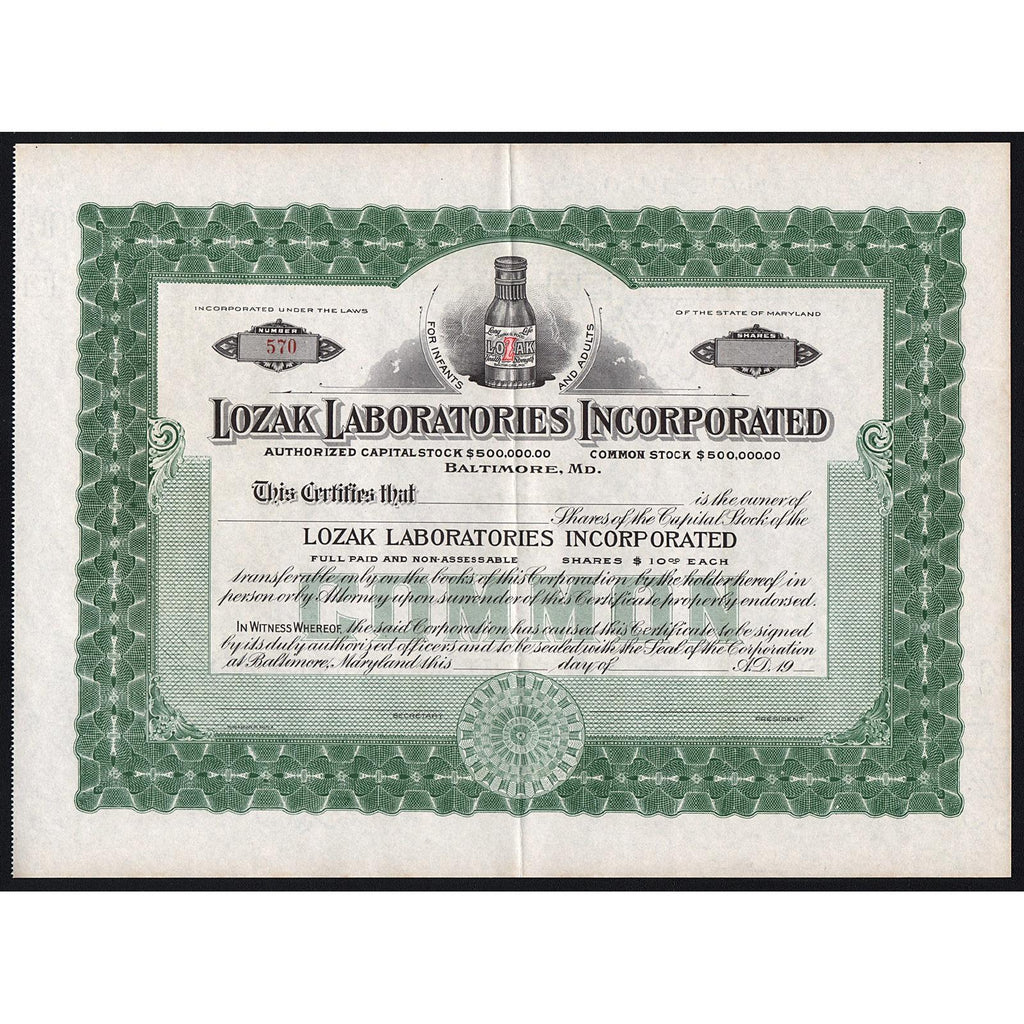 INCORPORATED UNDER THE LAWS
OF THE STATE OF MARYLAND
NUMBER
570
SHARES
FOR INFANTS
AND ADULTS
Long Life
LOZAK
LOZAK LABORATORIES INCORPORATED
AUTHORIZED CAPITAL STOCK $500,000.00 COMMON STOCK $500,000.00
BALTIMORE, MD.
This Certifies that is the owner of
Shares of the Capital Stock of the
LOZAK LABORATORIES INCORPORATED
FULL PAID AND NON-ASSESSABLE SHARES $ 10.00 EACH
transferable only on the books of this Corporation by the holder hereof in
person or by Attorney upon surrender of this Certificate properly endorsed.
COMMON
IN WITNESS WHEREOF, the said Corporation has caused this Certificate to be signed
by its duly authorized officers and to be sealed with the Seal of the Corporation
at Baltimore, Maryland this day of A.D. 19
SECRETARY
PRESIDENT